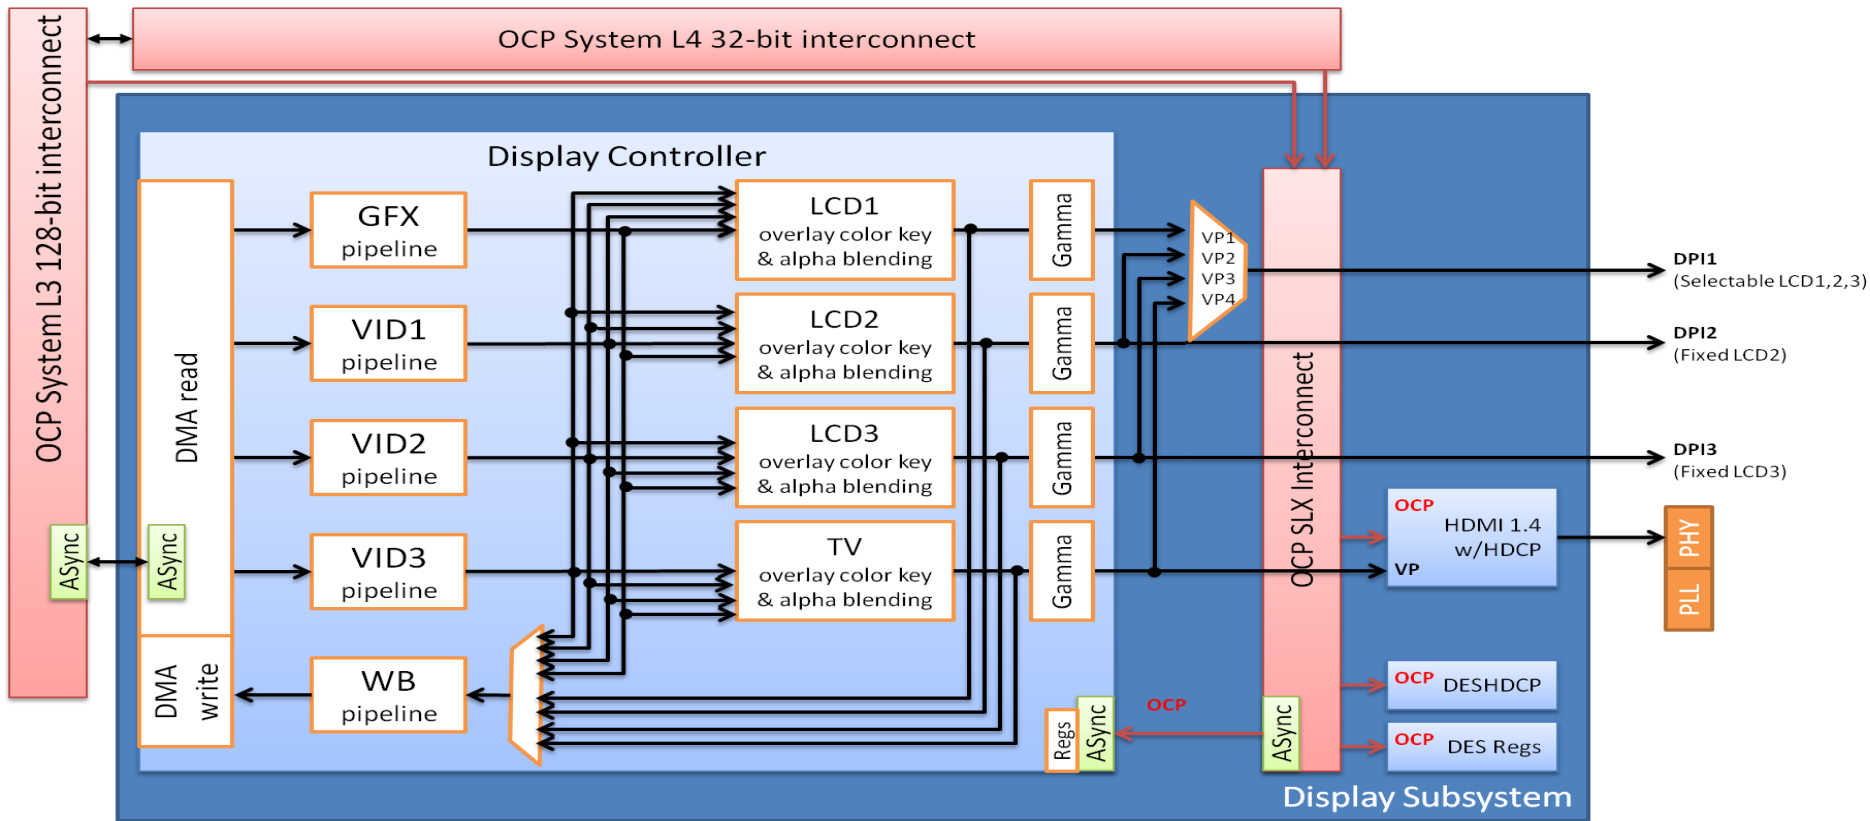 OCP System L4 32-bit interconnect
OCP System L3 128-bit interconnect
Display Controller
DMA read
DMA
write
ASync
ASync
GFX
pipeline
VID1
pipeline
VID2
pipeline
VID3
pipeline
WB
pipeline
LCD1
overlay color key
& alpha blending
LCD2
overlay color key
& alpha blending
LCD3
overlay color key
& alpha blending
TV
overlay color key
& alpha blending
Gamma
Gamma
Gamma
Gamma
VP1
VP2
VP3
VP4
OCP SLX Interconnect
Regs
ASync
OCP
ASync
DPI1
(Selectable LCD1,2,3)
DPI2
(Fixed LCD2)
DPI3
(Fixed LCD3)
OCP
HDMI 1.4
w/HDCP
VP
PHY
PLL
OCP DESHDCP
OCP DES Regs
Display Subsystem